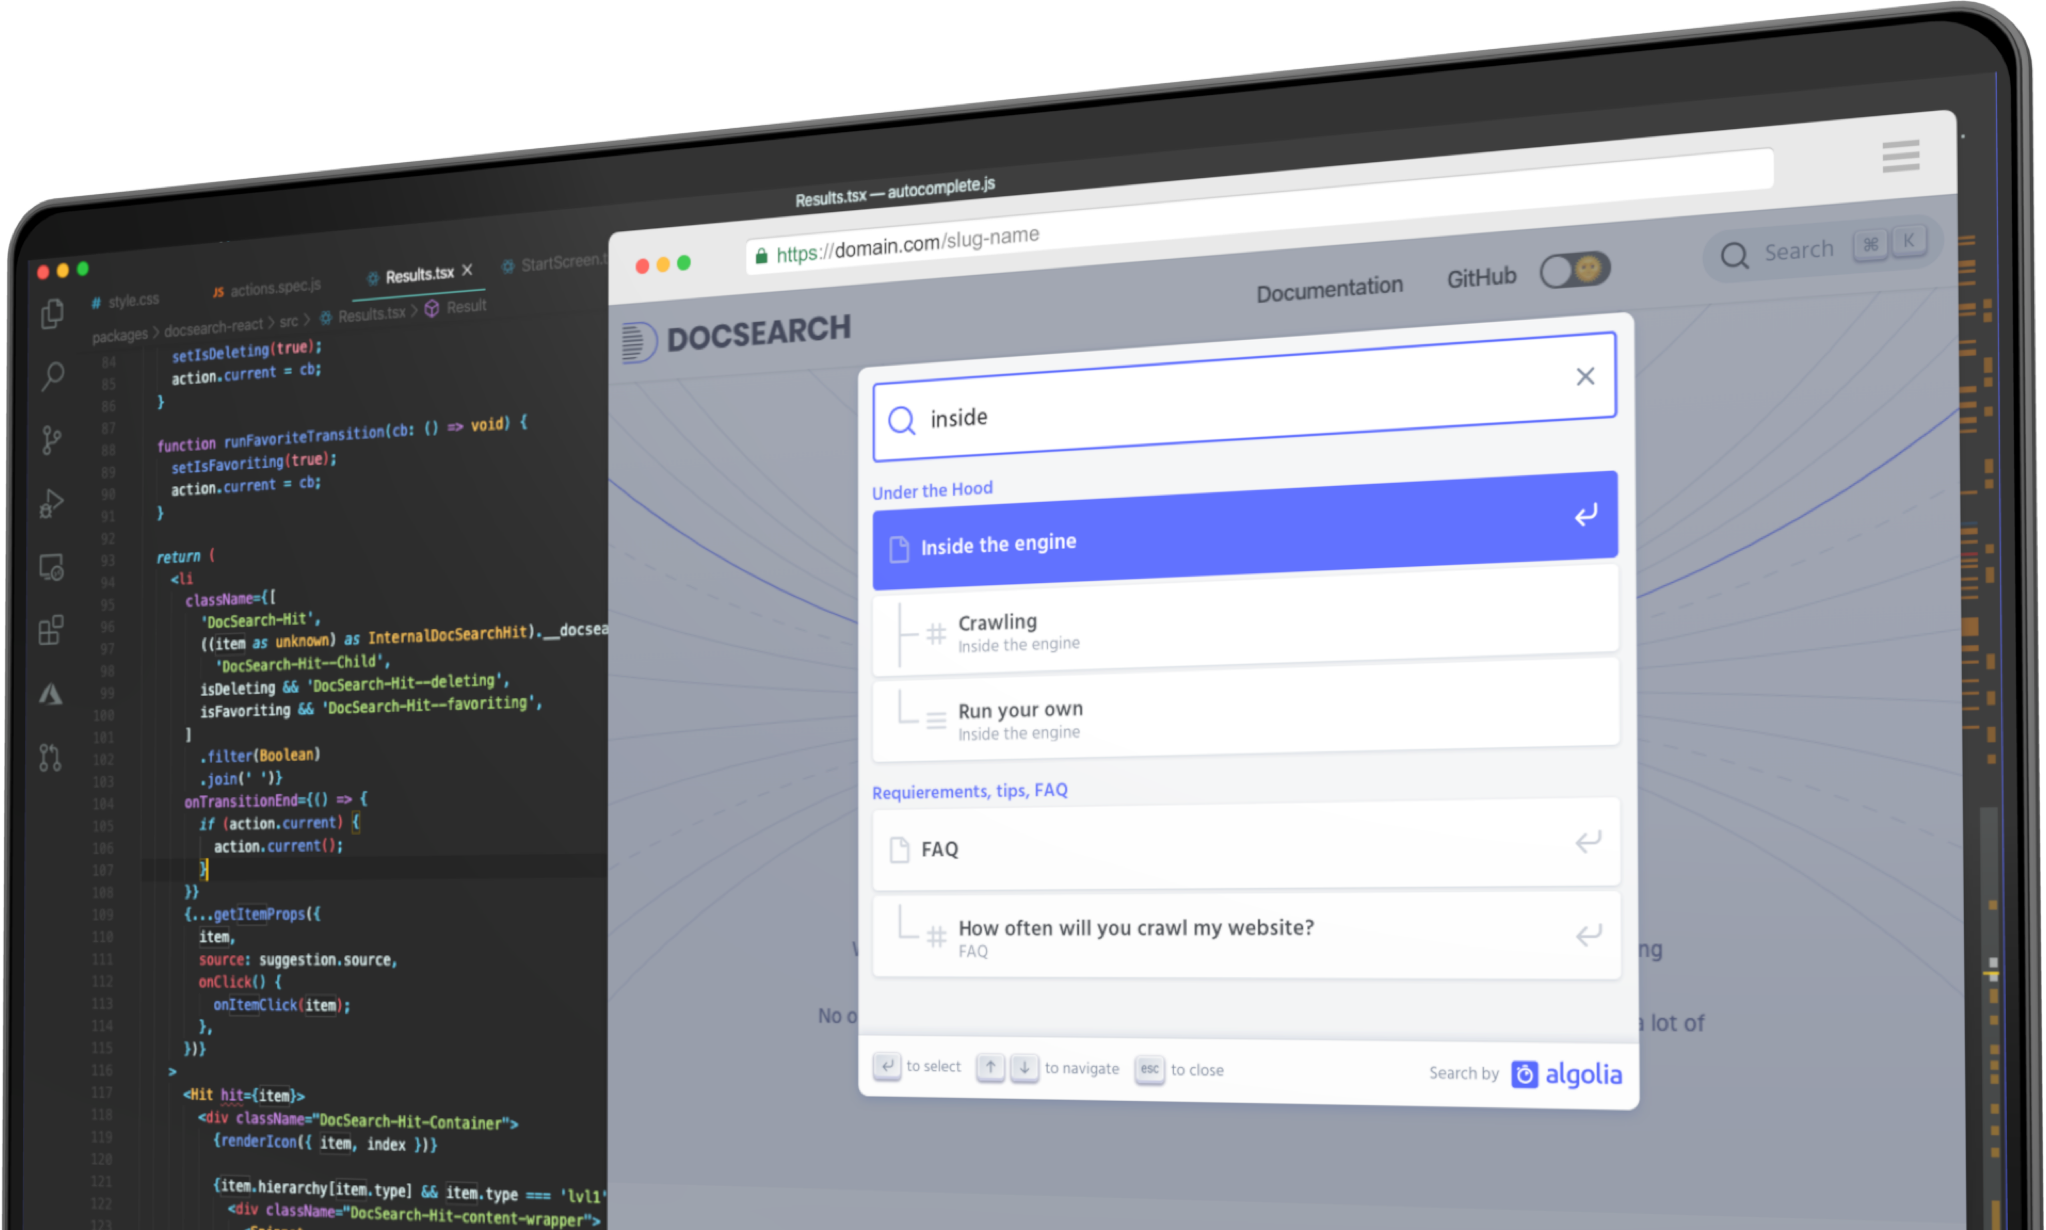 Results.tsx — autocomplete.js
style.css
JS actions.spec.js
Results.tsx
StartScreen.t
packages > docsearch-react > src > Results.tsx > Result
84
85 setIsDeleting(true);
86 action.current = cb;
87 }
88
89 function runFavoriteTransition(cb: () => void) {
90 setIsFavoriting(true);
91 action.current = cb;
92 }
93 return (
94 <li
95 className={[
96 'DocSearch-Hit',
97 ((item as unknown) as InternalDocSearchHit).__docsea
98 'DocSearch-Hit--Child',
99 isDeleting && 'DocSearch-Hit--deleting',
100 isFavoriting && 'DocSearch-Hit--favoriting',
101 ]
102 .filter(Boolean)
103 .join(' ')}
104 onTransitionEnd={() => {
105 if (action.current) {
106 action.current();
107 }
108 }}
109 {...getItemProps({
110 item,
111 source: suggestion.source,
112 onClick() {
113 onItemClick(item);
114 },
115 })}
116 >
117 <Hit hit={item}>
118 <div className="DocSearch-Hit-Container">
119 {renderIcon({ item, index })}
120
121 {item.hierarchy[item.type] && item.type === 'lvl1'
122 <div className="DocSearch-Hit-content-wrapper">
123
https://domain.com/slug-name
DOCSEARCH
Documentation
GitHub
Search ⌘ K
inside
Under the Hood
Inside the engine
# Crawling
Inside the engine
Run your own
Inside the engine
Requierements, tips, FAQ
FAQ
# How often will you crawl my website?
FAQ
ng
No o
a lot of
to select
↑ ↓ to navigate
esc to close
Search by algolia